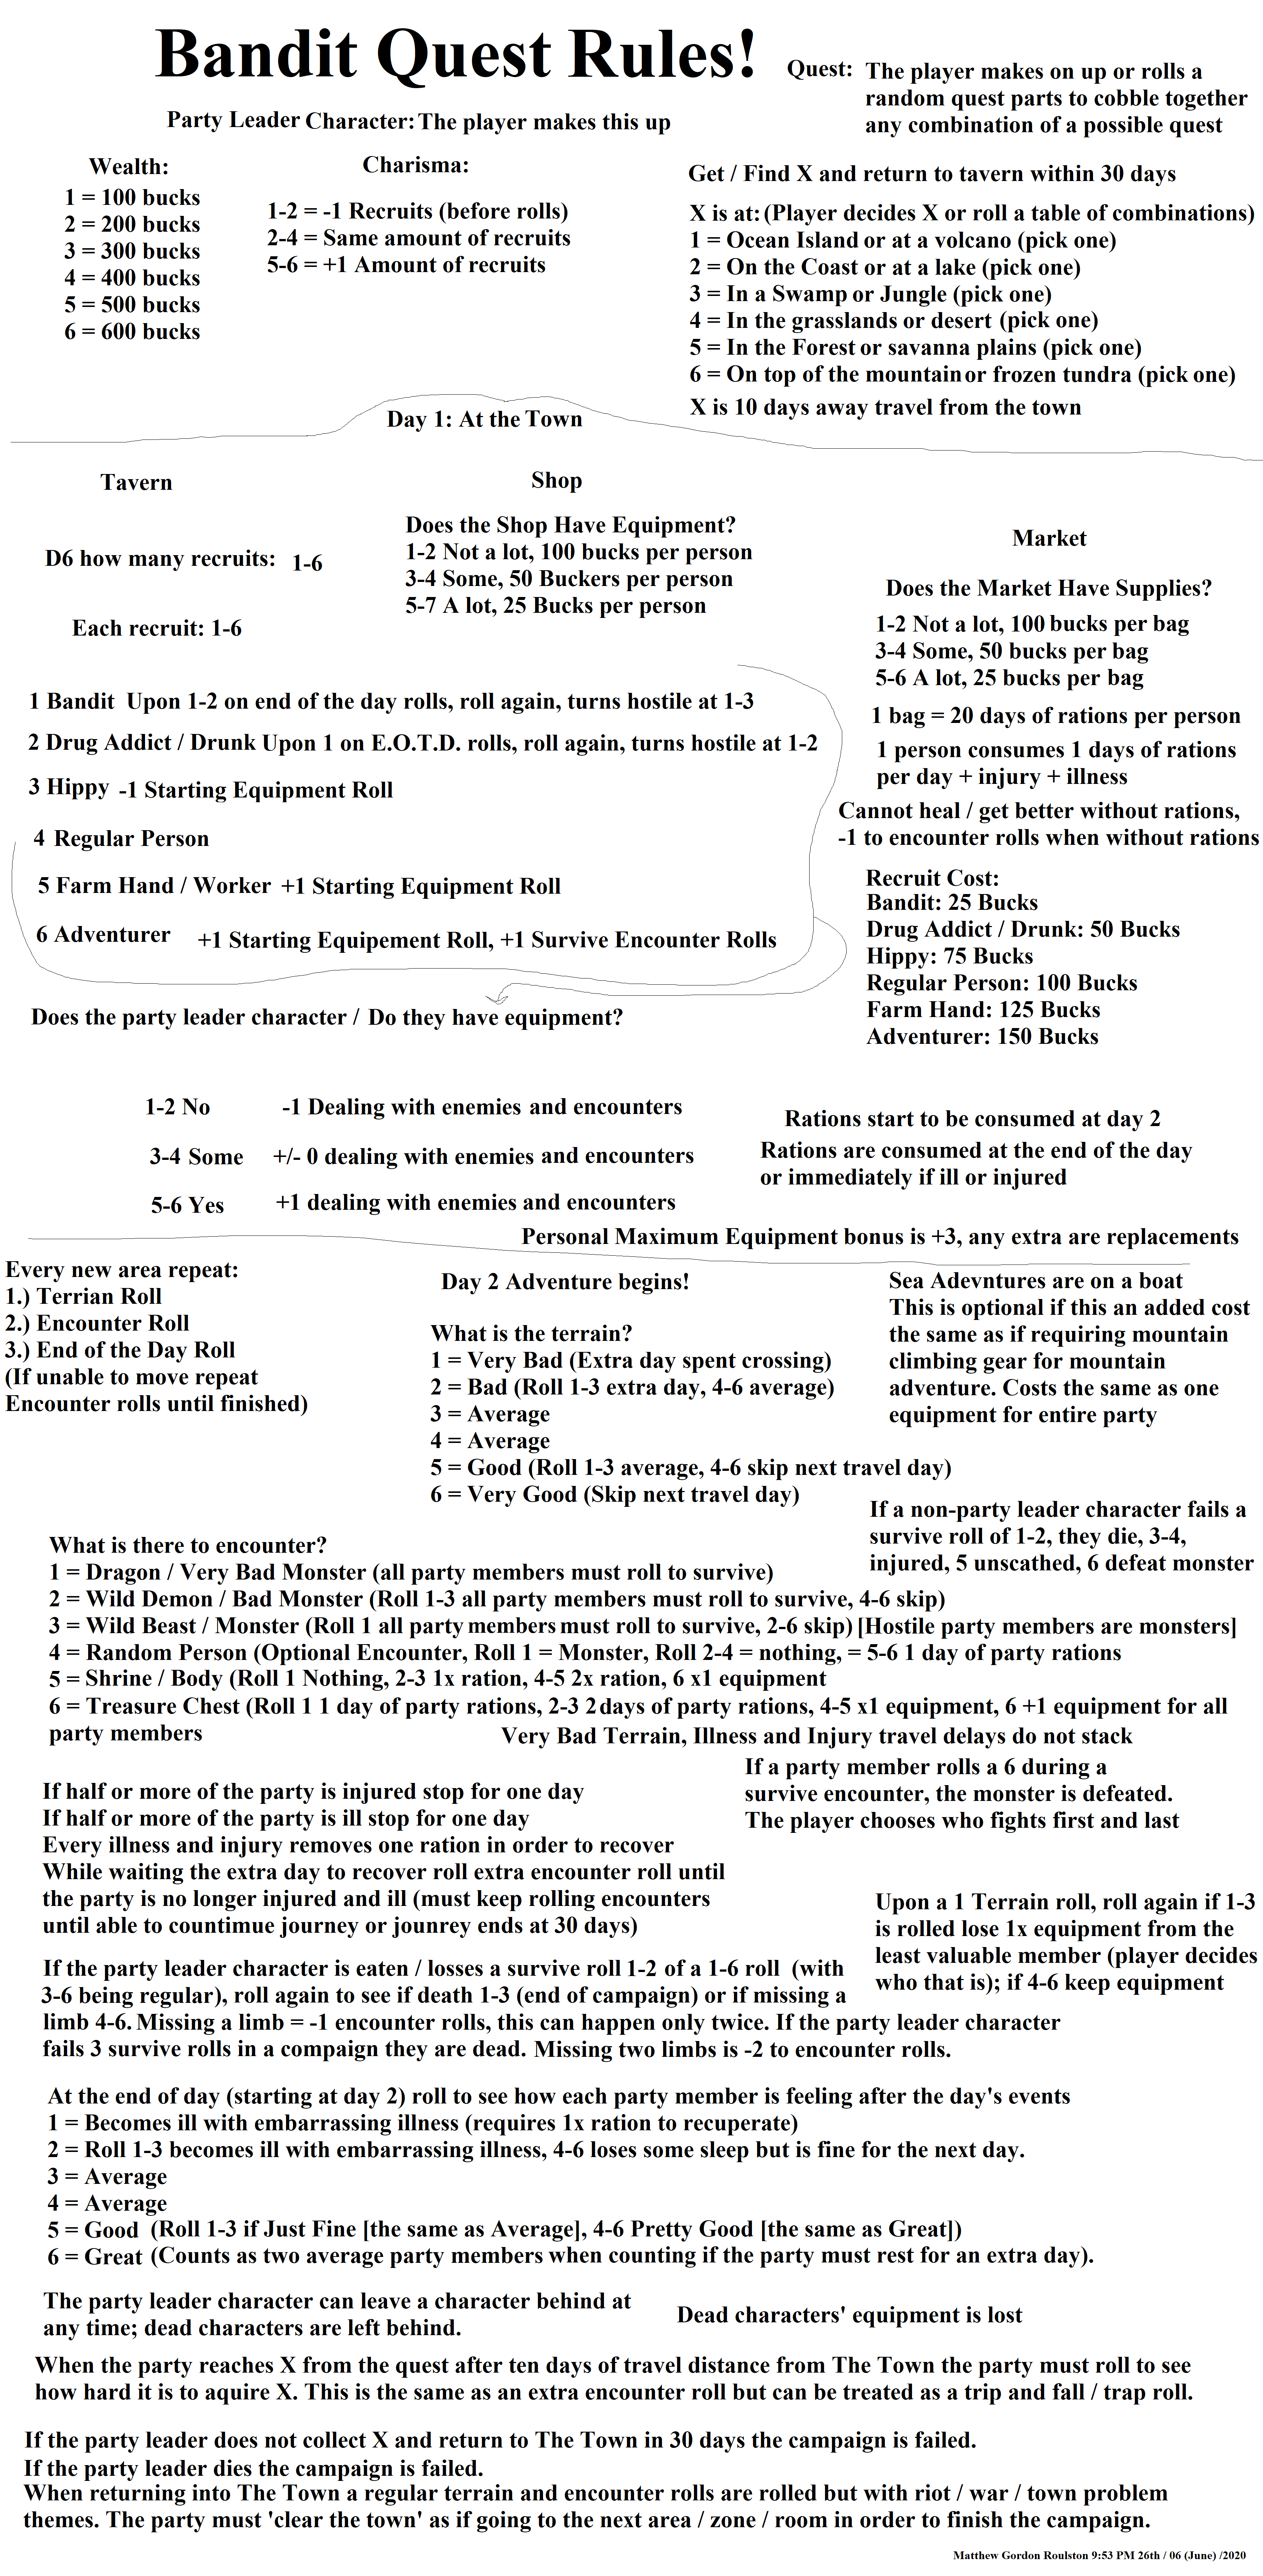 Bandit Quest Rules!
Quest: The player makes on up or rolls a
random quest parts to cobble together
any combination of a possible quest
Party Leader Character: The player makes this up
Wealth:
1 = 100 bucks
2 = 200 bucks
3 = 300 bucks
4 = 400 bucks
5 = 500 bucks
6 = 600 bucks
Charisma:
1-2 = -1 Recruits (before rolls)
2-4 = Same amount of recruits
5-6 = +1 Amount of recruits
Get / Find X and return to tavern within 30 days
X is at: (Player decides X or roll a table of combinations)
1 = Ocean Island or at a volcano (pick one)
2 = On the Coast or at a lake (pick one)
3 = In a Swamp or Jungle (pick one)
4 = In the grasslands or desert (pick one)
5 = In the Forest or savanna plains (pick one)
6 = On top of the mountain or frozen tundra (pick one)
X is 10 days away travel from the town
Day 1: At the Town
Tavern
D6 how many recruits: 1-6
Each recruit: 1-6
Shop
Does the Shop Have Equipment?
1-2 Not a lot, 100 bucks per person
3-4 Some, 50 Buckers per person
5-7 A lot, 25 Bucks per person
Market
Does the Market Have Supplies?
1-2 Not a lot, 100 bucks per bag
3-4 Some, 50 bucks per bag
5-6 A lot, 25 bucks per bag
1 bag = 20 days of rations per person
1 person consumes 1 days of rations
per day + injury + illness
Cannot heal / get better without rations,
-1 to encounter rolls when without rations
1 Bandit Upon 1-2 on end of the day rolls, roll again, turns hostile at 1-3
2 Drug Addict / Drunk Upon 1 on E.O.T.D. rolls, roll again, turns hostile at 1-2
3 Hippy -1 Starting Equipment Roll
4 Regular Person
5 Farm Hand / Worker +1 Starting Equipment Roll
6 Adventurer +1 Starting Equipement Roll, +1 Survive Encounter Rolls
Recruit Cost:
Bandit: 25 Bucks
Drug Addict / Drunk: 50 Bucks
Hippy: 75 Bucks
Regular Person: 100 Bucks
Farm Hand: 125 Bucks
Adventurer: 150 Bucks
Does the party leader character / Do they have equipment?
1-2 No -1 Dealing with enemies and encounters
3-4 Some +/- 0 dealing with enemies and encounters
5-6 Yes +1 dealing with enemies and encounters
Rations start to be consumed at day 2
Rations are consumed at the end of the day
or immediately if ill or injured
Personal Maximum Equipment bonus is +3, any extra are replacements
Every new area repeat:
1.) Terrian Roll
2.) Encounter Roll
3.) End of the Day Roll
(If unable to move repeat
Encounter rolls until finished)
Day 2 Adventure begins!
What is the terrain?
1 = Very Bad (Extra day spent crossing)
2 = Bad (Roll 1-3 extra day, 4-6 average)
3 = Average
4 = Average
5 = Good (Roll 1-3 average, 4-6 skip next travel day)
6 = Very Good (Skip next travel day)
Sea Adevntures are on a boat
This is optional if this an added cost
the same as if requiring mountain
climbing gear for mountain
adventure. Costs the same as one
equipment for entire party
If a non-party leader character fails a
survive roll of 1-2, they die, 3-4,
injured, 5 unscathed, 6 defeat monster
What is there to encounter?
1 = Dragon / Very Bad Monster (all party members must roll to survive)
2 = Wild Demon / Bad Monster (Roll 1-3 all party members must roll to survive, 4-6 skip)
3 = Wild Beast / Monster (Roll 1 all party members must roll to survive, 2-6 skip) [Hostile party members are monsters]
4 = Random Person (Optional Encounter, Roll 1 = Monster, Roll 2-4 = nothing, = 5-6 1 day of party rations
5 = Shrine / Body (Roll 1 Nothing, 2-3 1x ration, 4-5 2x ration, 6 x1 equipment
6 = Treasure Chest (Roll 1 1 day of party rations, 2-3 2 days of party rations, 4-5 x1 equipment, 6 +1 equipment for all
party members
Very Bad Terrain, Illness and Injury travel delays do not stack
If a party member rolls a 6 during a
survive encounter, the monster is defeated.
The player chooses who fights first and last
If half or more of the party is injured stop for one day
If half or more of the party is ill stop for one day
Every illness and injury removes one ration in order to recover
While waiting the extra day to recover roll extra encounter roll until
the party is no longer injured and ill (must keep rolling encounters
until able to countimue journey or jounrey ends at 30 days)
Upon a 1 Terrain roll, roll again if 1-3
is rolled lose 1x equipment from the
least valuable member (player decides
who that is); if 4-6 keep equipment
If the party leader character is eaten / losses a survive roll 1-2 of a 1-6 roll (with
3-6 being regular), roll again to see if death 1-3 (end of campaign) or if missing a
limb 4-6. Missing a limb = -1 encounter rolls, this can happen only twice. If the party leader character
fails 3 survive rolls in a compaign they are dead. Missing two limbs is -2 to encounter rolls.
At the end of day (starting at day 2) roll to see how each party member is feeling after the day's events
1 = Becomes ill with embarrassing illness (requires 1x ration to recuperate)
2 = Roll 1-3 becomes ill with embarrassing illness, 4-6 loses some sleep but is fine for the next day.
3 = Average
4 = Average
5 = Good (Roll 1-3 if Just Fine [the same as Average], 4-6 Pretty Good [the same as Great])
6 = Great (Counts as two average party members when counting if the party must rest for an extra day).
The party leader character can leave a character behind at
any time; dead characters are left behind.
Dead characters' equipment is lost
When the party reaches X from the quest after ten days of travel distance from The Town the party must roll to see
how hard it is to aquire X. This is the same as an extra encounter roll but can be treated as a trip and fall / trap roll.
If the party leader does not collect X and return to The Town in 30 days the campaign is failed.
If the party leader dies the campaign is failed.
When returning into The Town a regular terrain and encounter rolls are rolled but with riot / war / town problem
themes. The party must 'clear the town' as if going to the next area / zone / room in order to finish the campaign.
Matthew Gordon Roulston 9:53 PM 26th / 06 (June) /2020